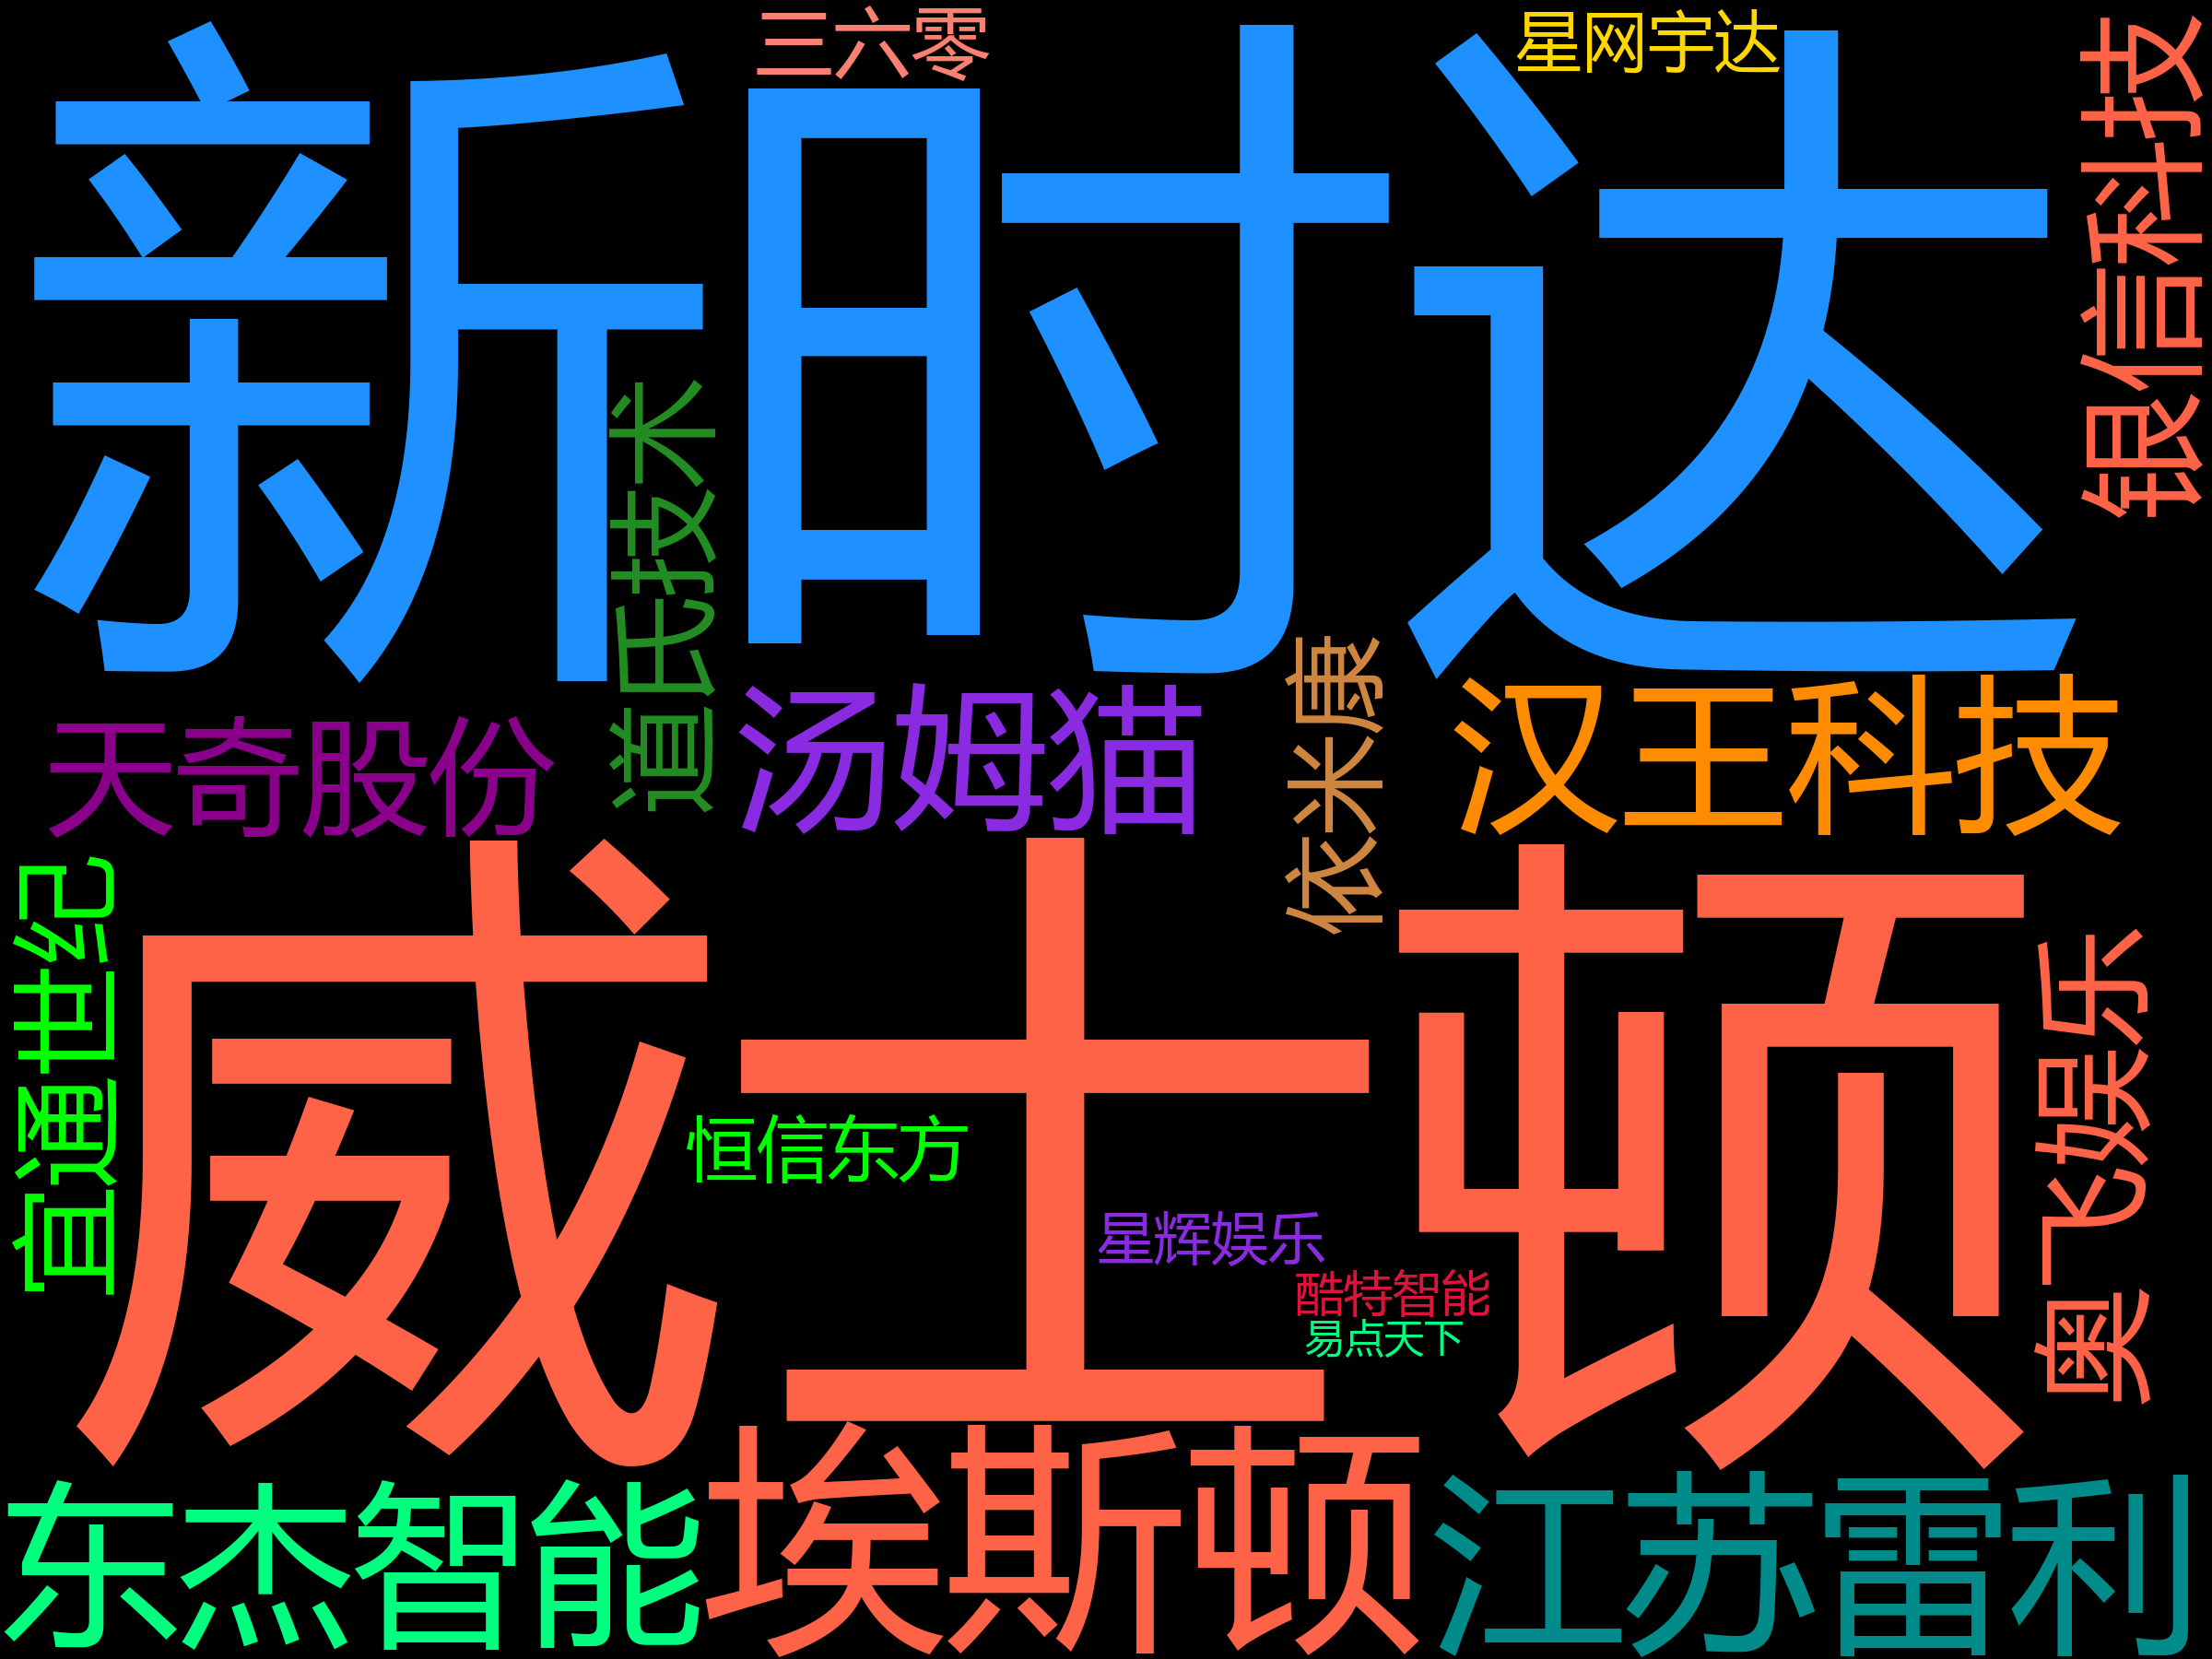 三六零
星网宇达
新时达
银信科技
道氏技术
依米康
天奇股份
汤姆猫
汉王科技
宜通世纪
威士顿
恒信东方
星辉娱乐
酷特智能
易点天下
奥飞娱乐
东杰智能
埃斯顿
江苏雷利